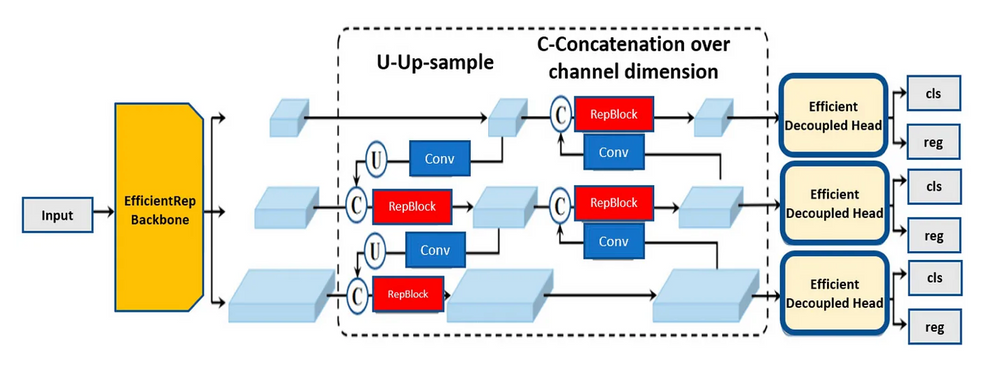 U-Up-sample
C-Concatenation over
channel dimension
Input
EfficientRep
Backbone
C
RepBlock
Efficient
Decoupled Head
cls
reg
U
Conv
Conv
C
RepBlock
C
RepBlock
Efficient
Decoupled Head
cls
reg
U
Conv
Conv
C
RepBlock
Efficient
Decoupled Head
cls
reg